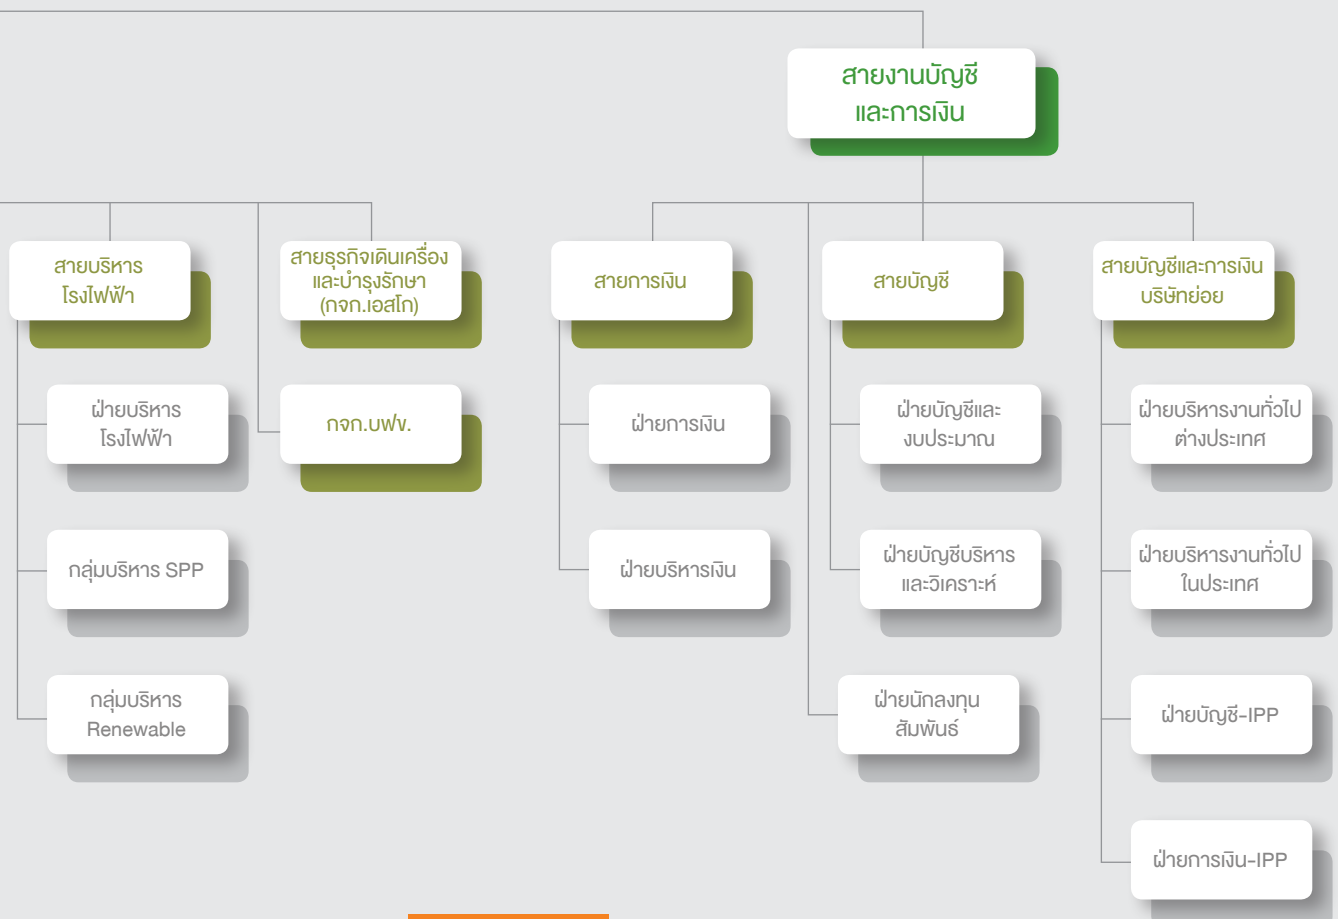 สายงานบัญชี
และการเงิน
สายบริหาร
โรงไฟฟ้า
สายธุรกิจเดินเครื่อง
และบำรุงรักษา
(กจก.เอสโก)
สายการเงิน
สายบัญชี
สายบัญชีและการเงิน
บริษัทย่อย
ฝ่ายบริหาร
โรงไฟฟ้า
กจก.บฟข.
ฝ่ายการเงิน
ฝ่ายบัญชีและ
งบประมาณ
ฝ่ายบริหารงานทั่วไป
ต่างประเทศ
กลุ่มบริหาร SPP
ฝ่ายบริหารเงิน
ฝ่ายบัญชีบริหาร
และวิเคราะห์
ฝ่ายบริหารงานทั่วไป
ในประเทศ
กลุ่มบริหาร
Renewable
ฝ่ายนักลงทุน
สัมพันธ์
ฝ่ายบัญชี-IPP
ฝ่ายการเงิน-IPP